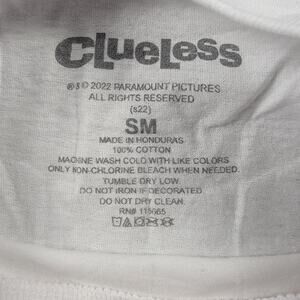 CLUELESS
®& © 2022 PARAMOUNT PICTURES
ALL RIGHTS RESERVED
(s22)
SM
MADE IN HONDURAS
100% COTTON
MACHINE WASH COLD WITH LIKE COLORS
ONLY NON-CHLORINE BLEACH WHEN NEEDED.
TUMBLE DRY LOW.
DO NOT IRON IF DECORATED.
DO NOT DRY CLEAN.
RN# 115665